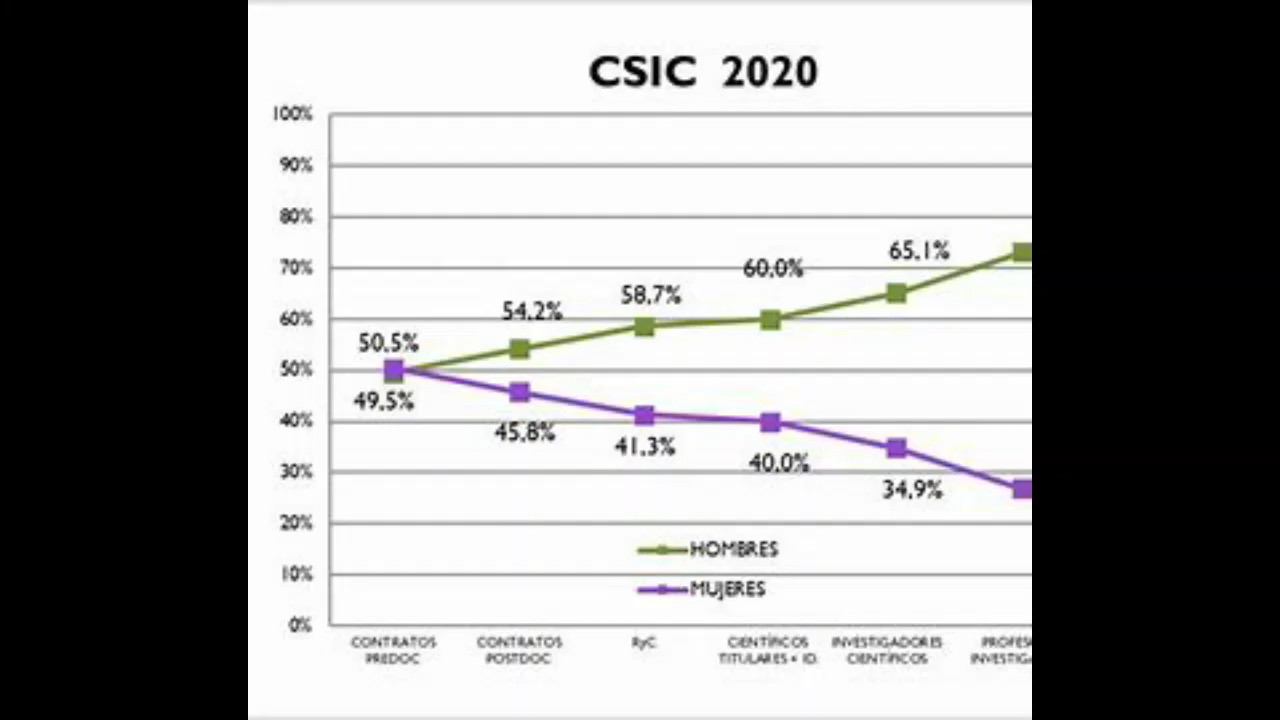 CSIC 2020
100%
90%
80%
70%
60%
50%
40%
30%
20%
10%
0%
50,5%
54,2%
58,7%
60,0%
65,1%
49,5%
45,8%
41,3%
40,0%
34,9%
HOMBRES
MUJERES
CONTRATOS
PREDOC
CONTRATOS
POSTDOC
RyC
CIENTÍFICOS
TITULARES + ID.
INVESTIGADORES
CIENTÍFICOS